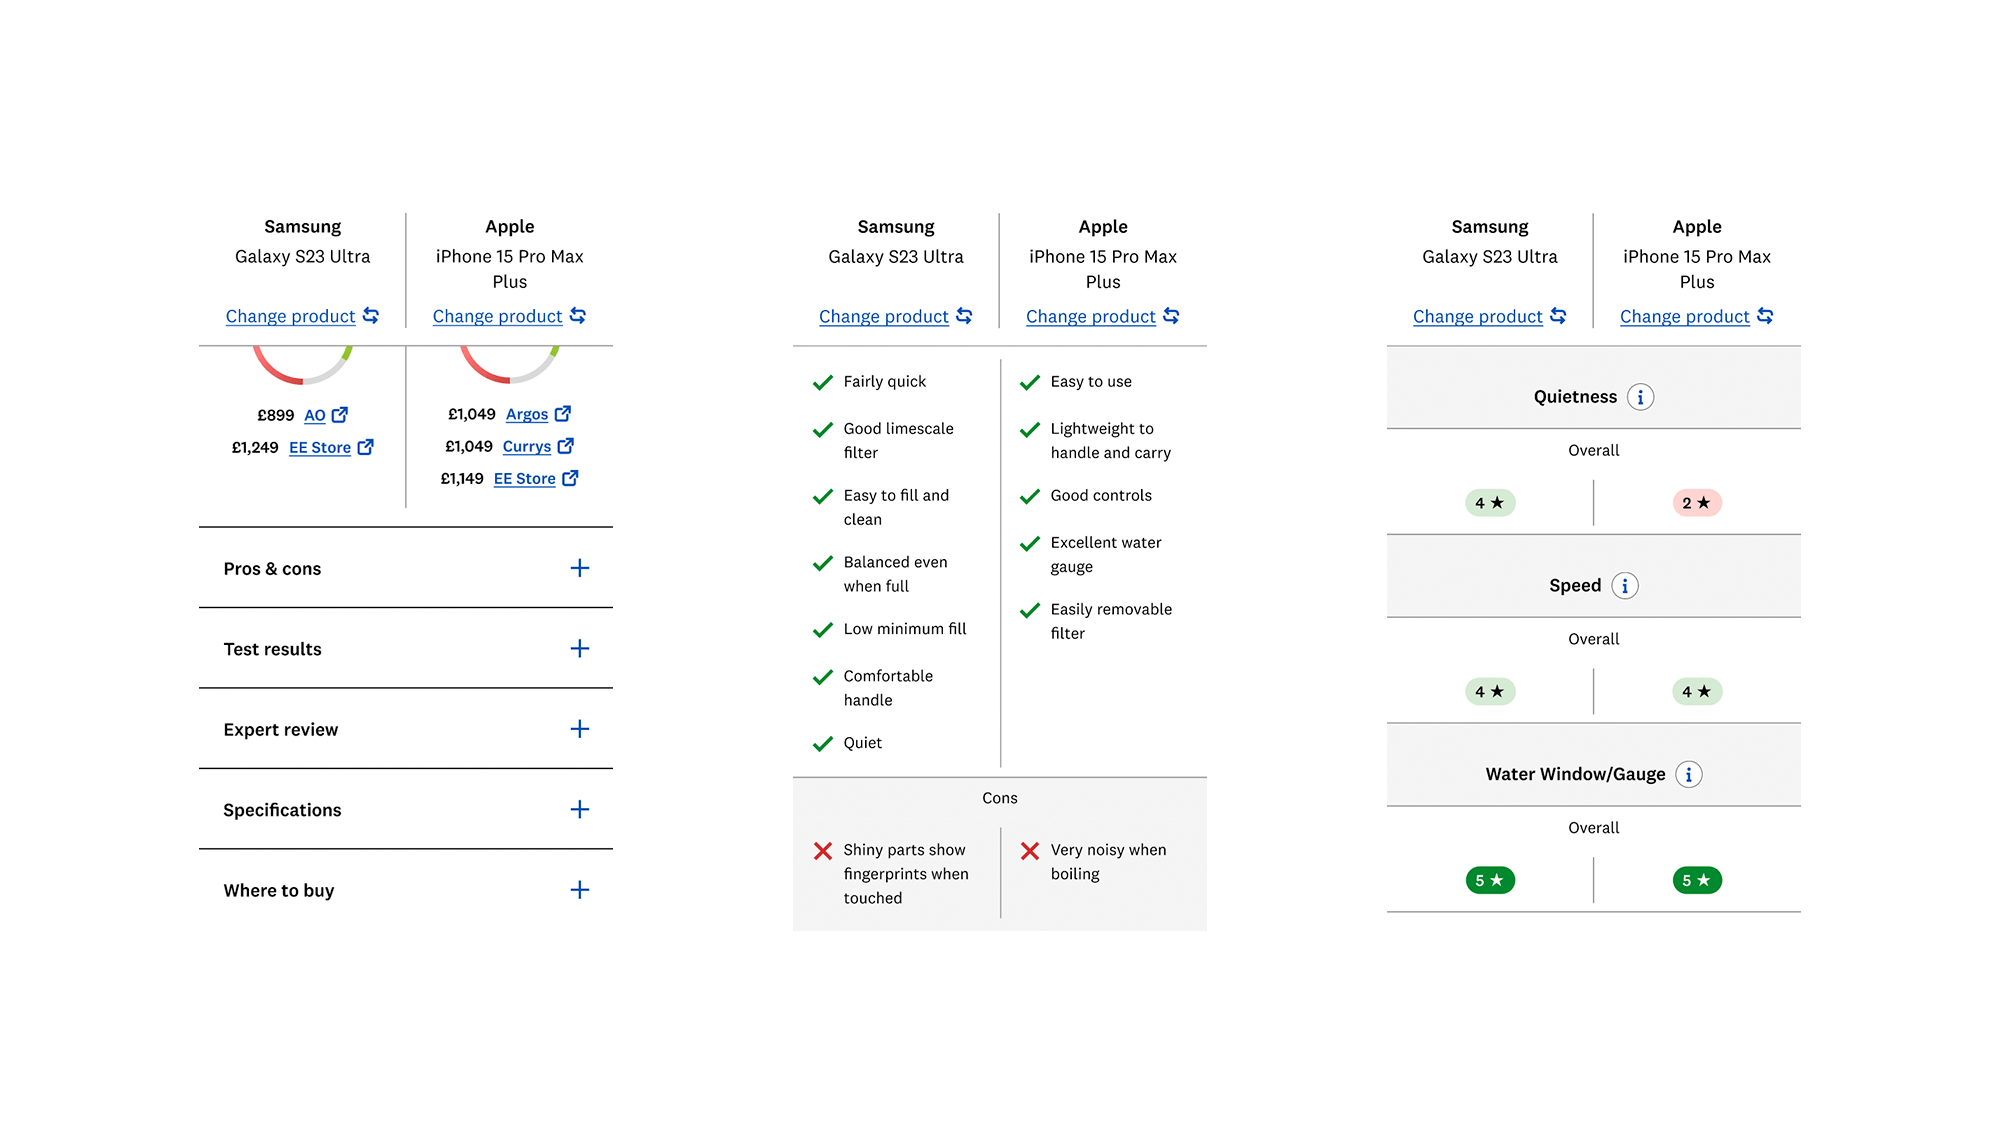 Samsung
Galaxy S23 Ultra
Change product
Apple
iPhone 15 Pro Max
Plus
Change product
£899 AO
£1,249 EE Store
£1,049 Argos
£1,049 Currys
£1,149 EE Store
Pros & cons
Test results
Expert review
Specifications
Where to buy
Samsung
Galaxy S23 Ultra
Change product
Apple
iPhone 15 Pro Max
Plus
Change product
Fairly quick
Good limescale
filter
Easy to fill and
clean
Balanced even
when full
Low minimum fill
Comfortable
handle
Quiet
Easy to use
Lightweight to
handle and carry
Good controls
Excellent water
gauge
Easily removable
filter
Cons
Shiny parts show
fingerprints when
touched
Very noisy when
boiling
Samsung
Galaxy S23 Ultra
Change product
Apple
iPhone 15 Pro Max
Plus
Change product
Quietness i
Overall
4 ★
2 ★
Speed i
Overall
4 ★
4 ★
Water Window/Gauge i
Overall
5 ★
5 ★